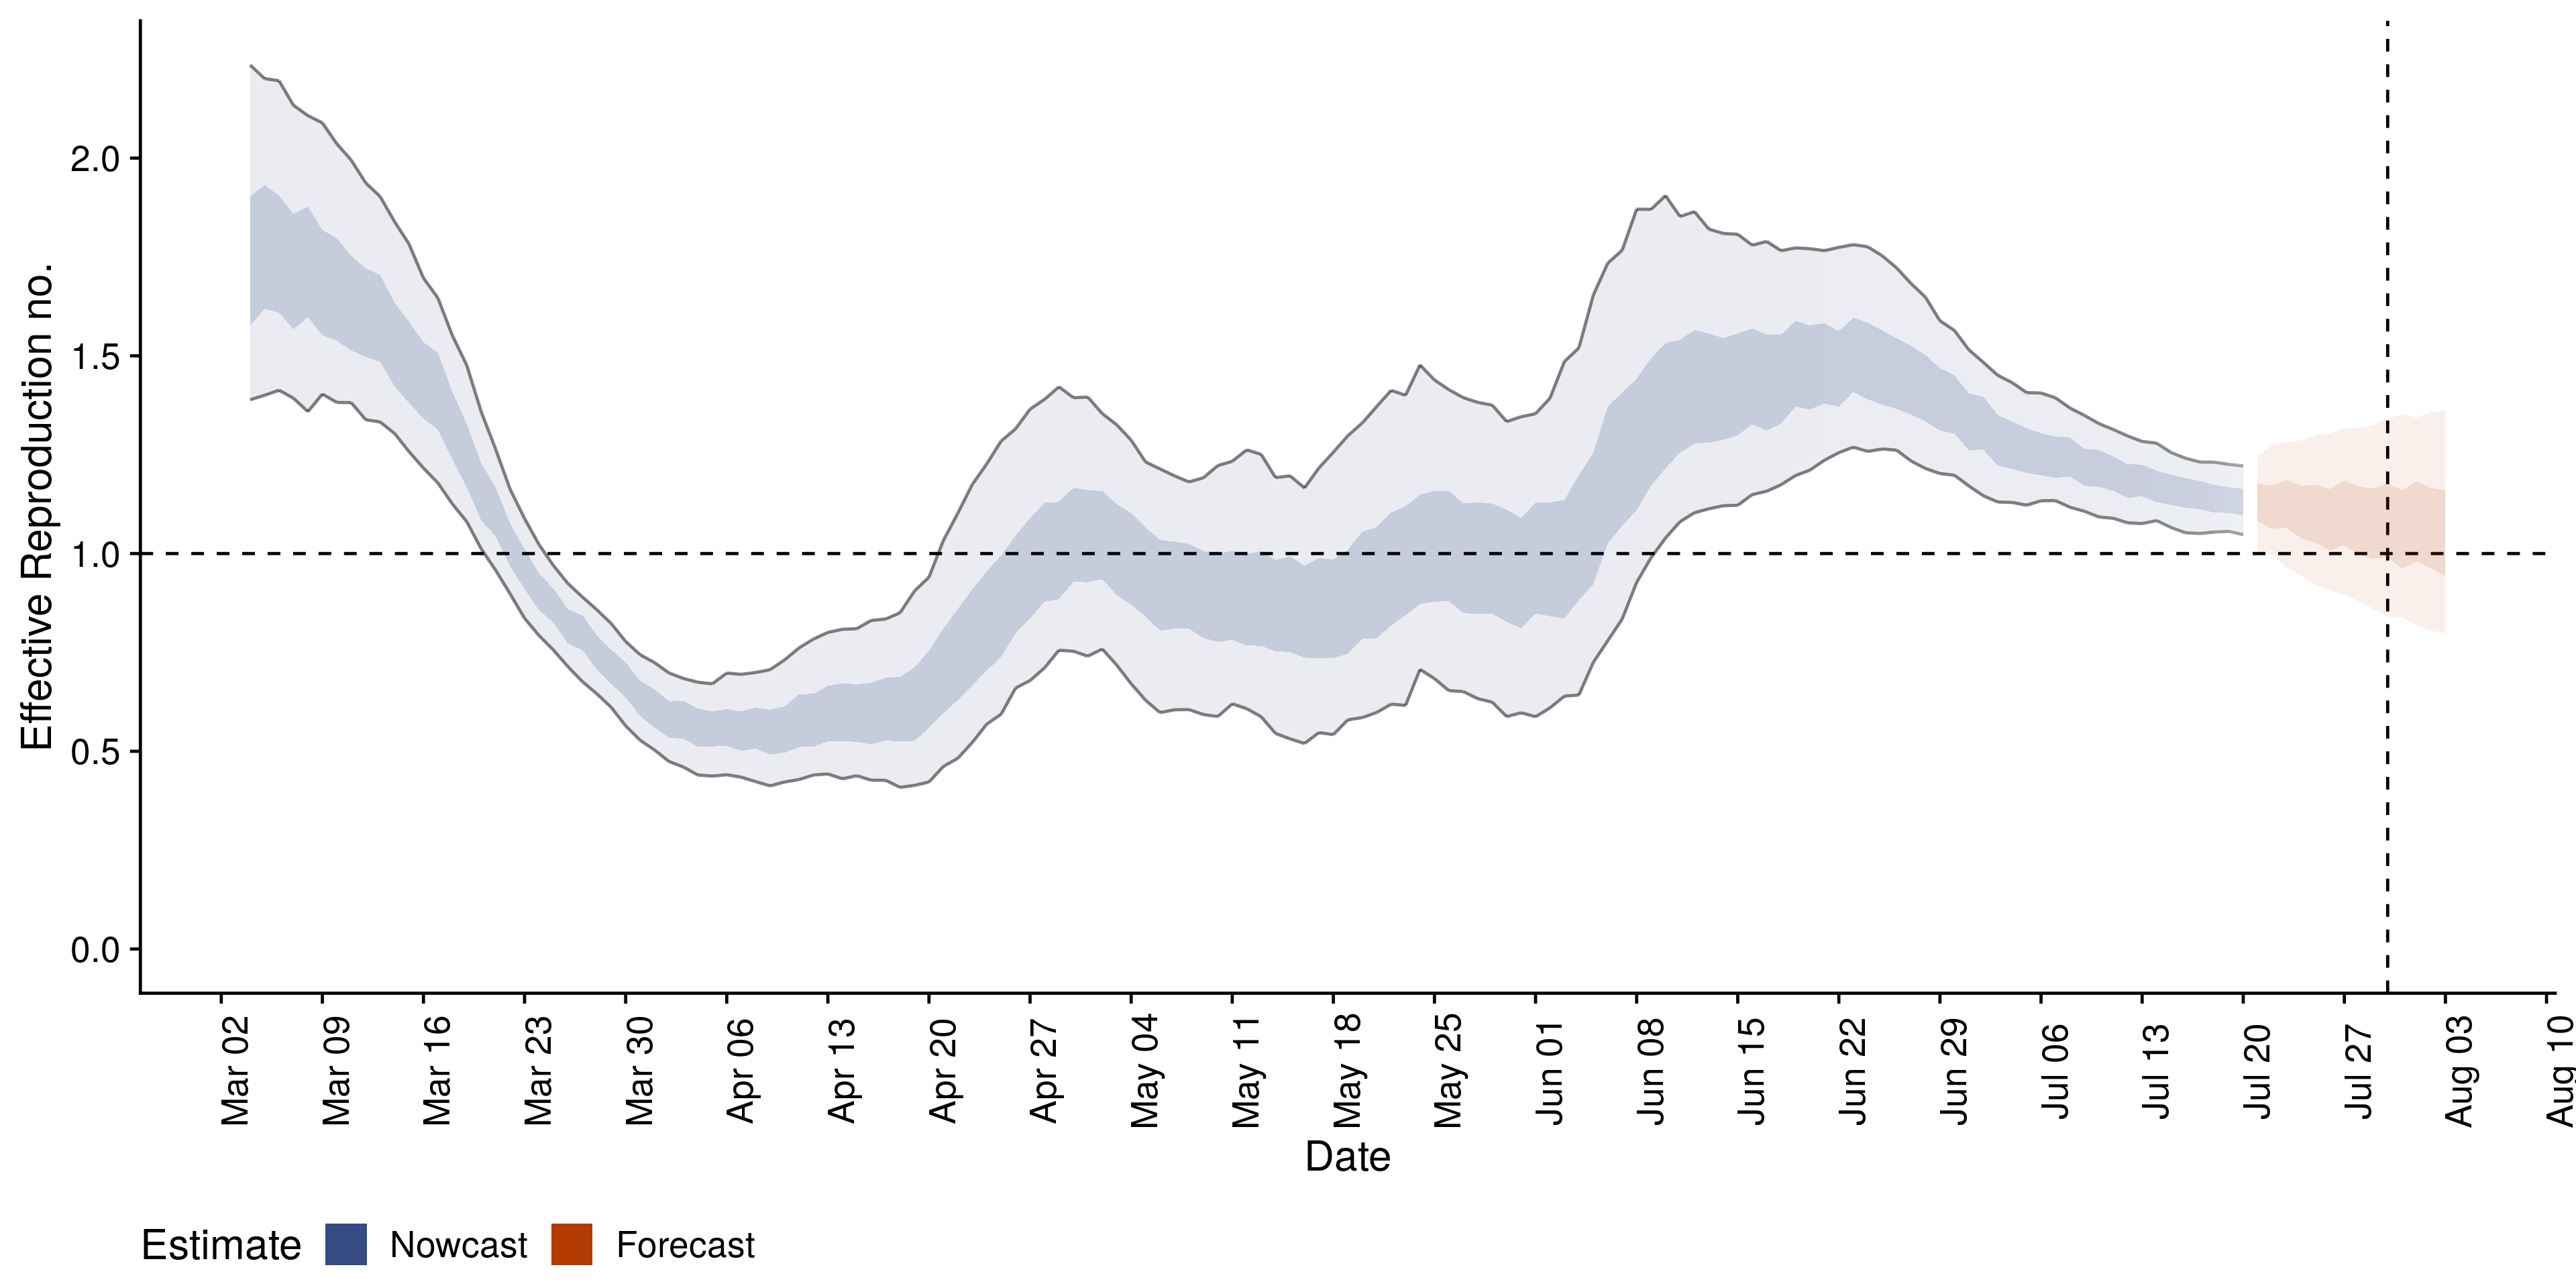 Effective Reproduction no.
2.0
1.5
1.0
0.5
0.0
Mar 02
Mar 09
Mar 16
Mar 23
Mar 30
Apr 06
Apr 13
Apr 20
Apr 27
May 04
May 11
May 18
May 25
Jun 01
Jun 08
Jun 15
Jun 22
Jun 29
Jul 06
Jul 13
Jul 20
Jul 27
Aug 03
Aug 10
Date
Estimate Nowcast Forecast